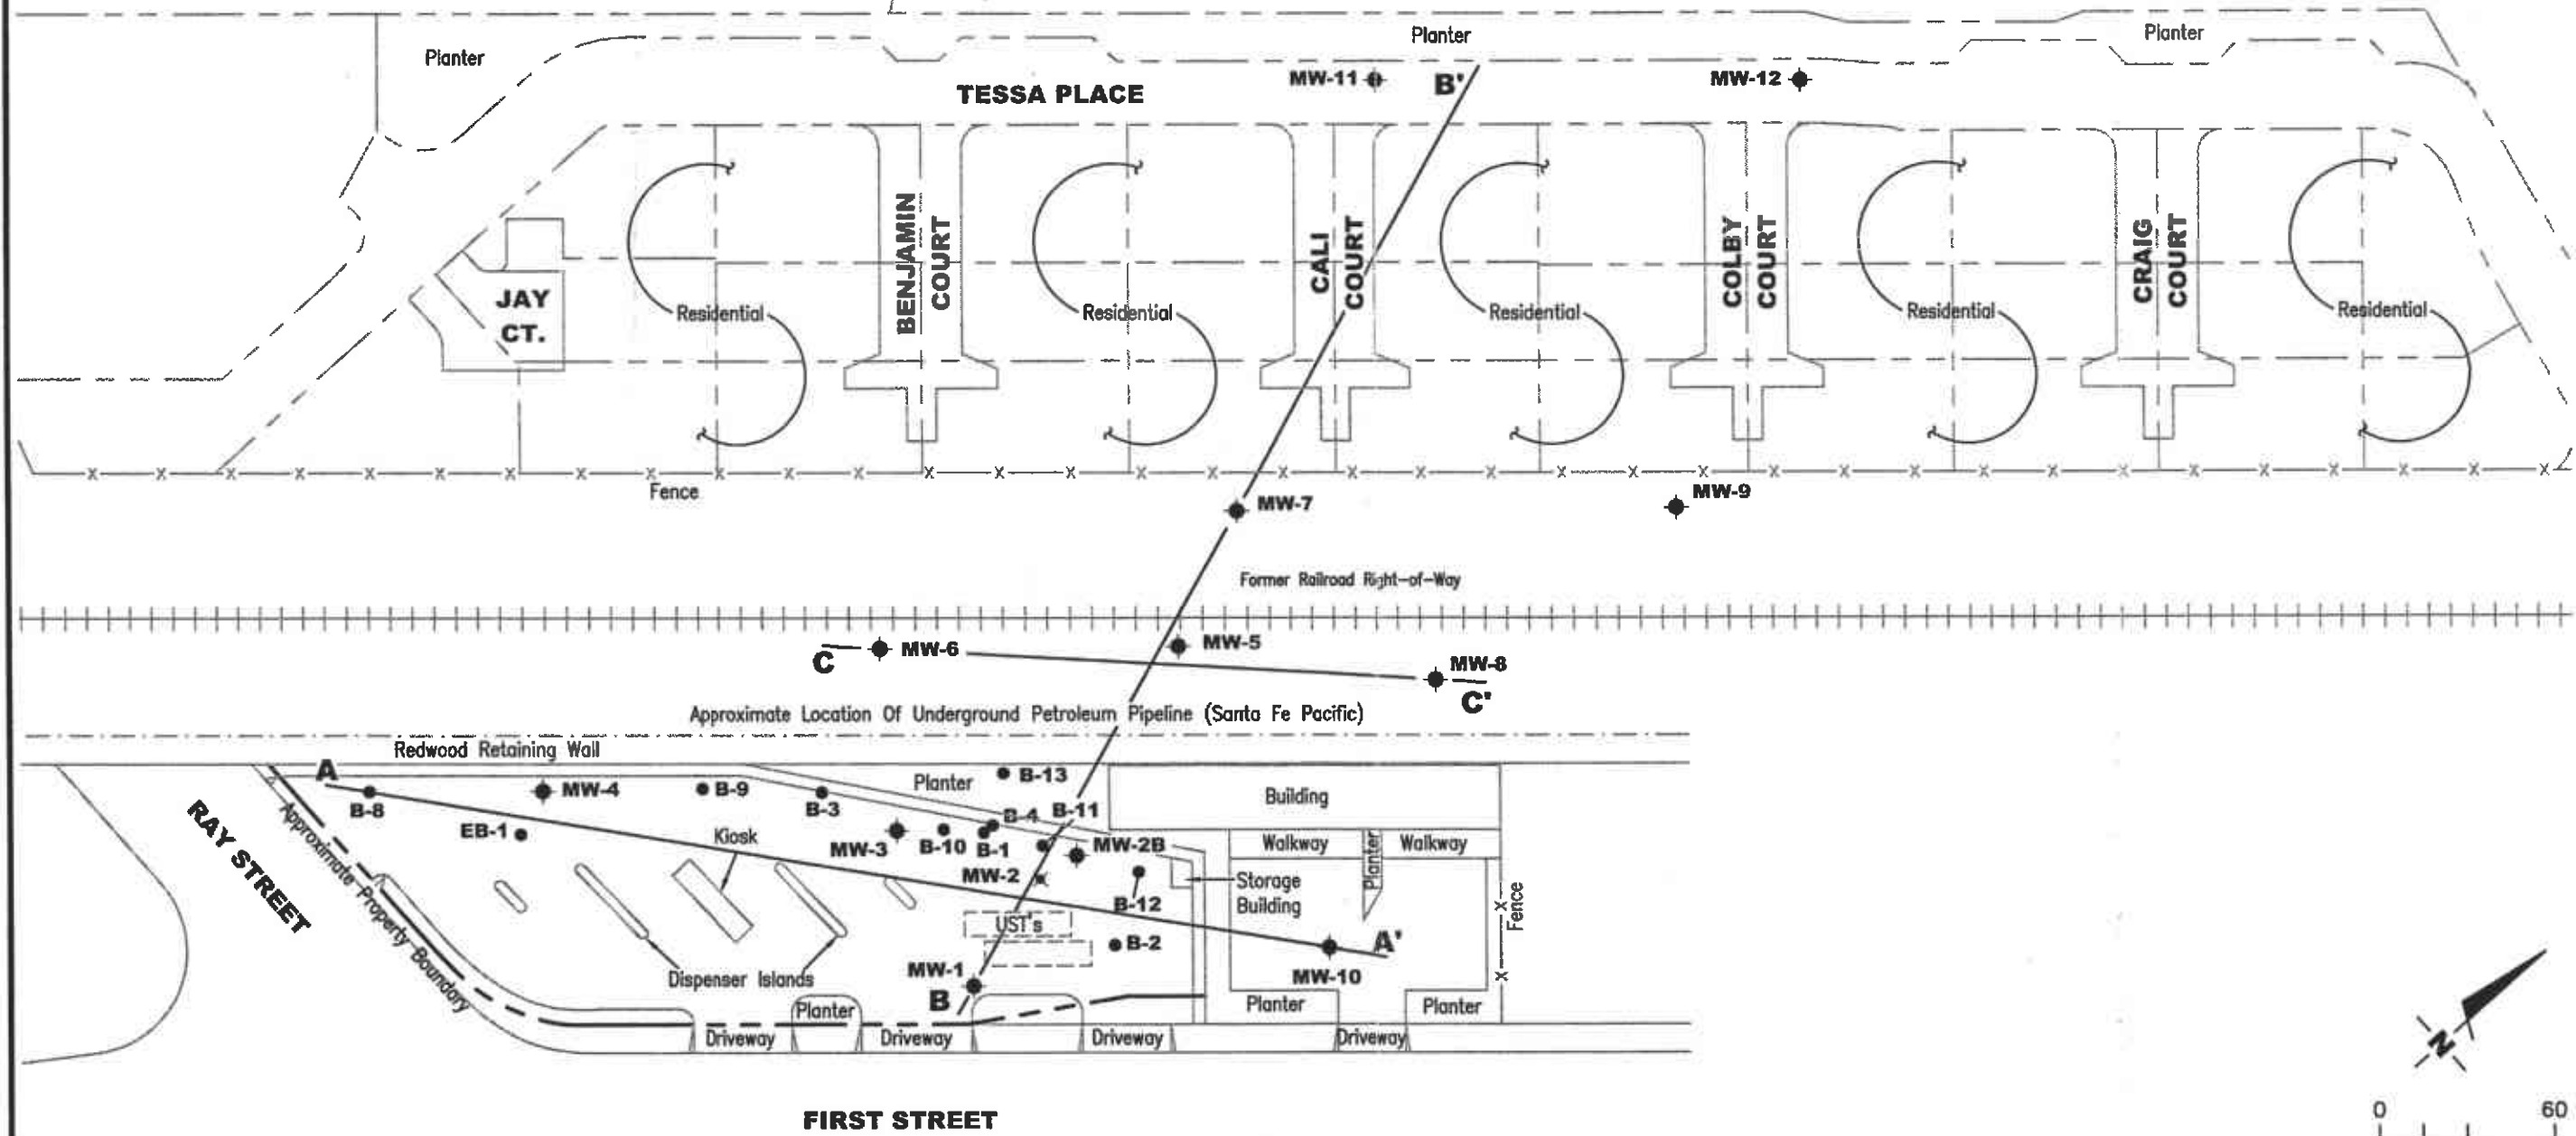 Planter
Planter
Planter
MW-11
B'
MW-12
TESSA PLACE
BENJAMIN
COURT
CALI
COURT
COLBY
COURT
CRAIG
COURT
JAY
CT.
Residential
Residential
Residential
Residential
Residential
Fence
MW-7
MW-9
Former Railroad Right-of-Way
C
MW-6
MW-5
MW-8
C'
Approximate Location Of Underground Petroleum Pipeline (Santa Fe Pacific)
Redwood Retaining Wall
A
B-8
MW-4
B-9
B-3
Planter
B-13
B-4
B-11
Building
EB-1
Kiosk
MW-3
B-10
B-1
MW-2B
Walkway
Planter
Walkway
MW-2
B-12
Storage
Building
Fence
RAY STREET
Approximate Property Boundary
UST's
B-2
A'
MW-10
Dispenser Islands
MW-1
B
Planter
Planter
Planter
Driveway
Driveway
Driveway
Driveway
N
FIRST STREET
0
60